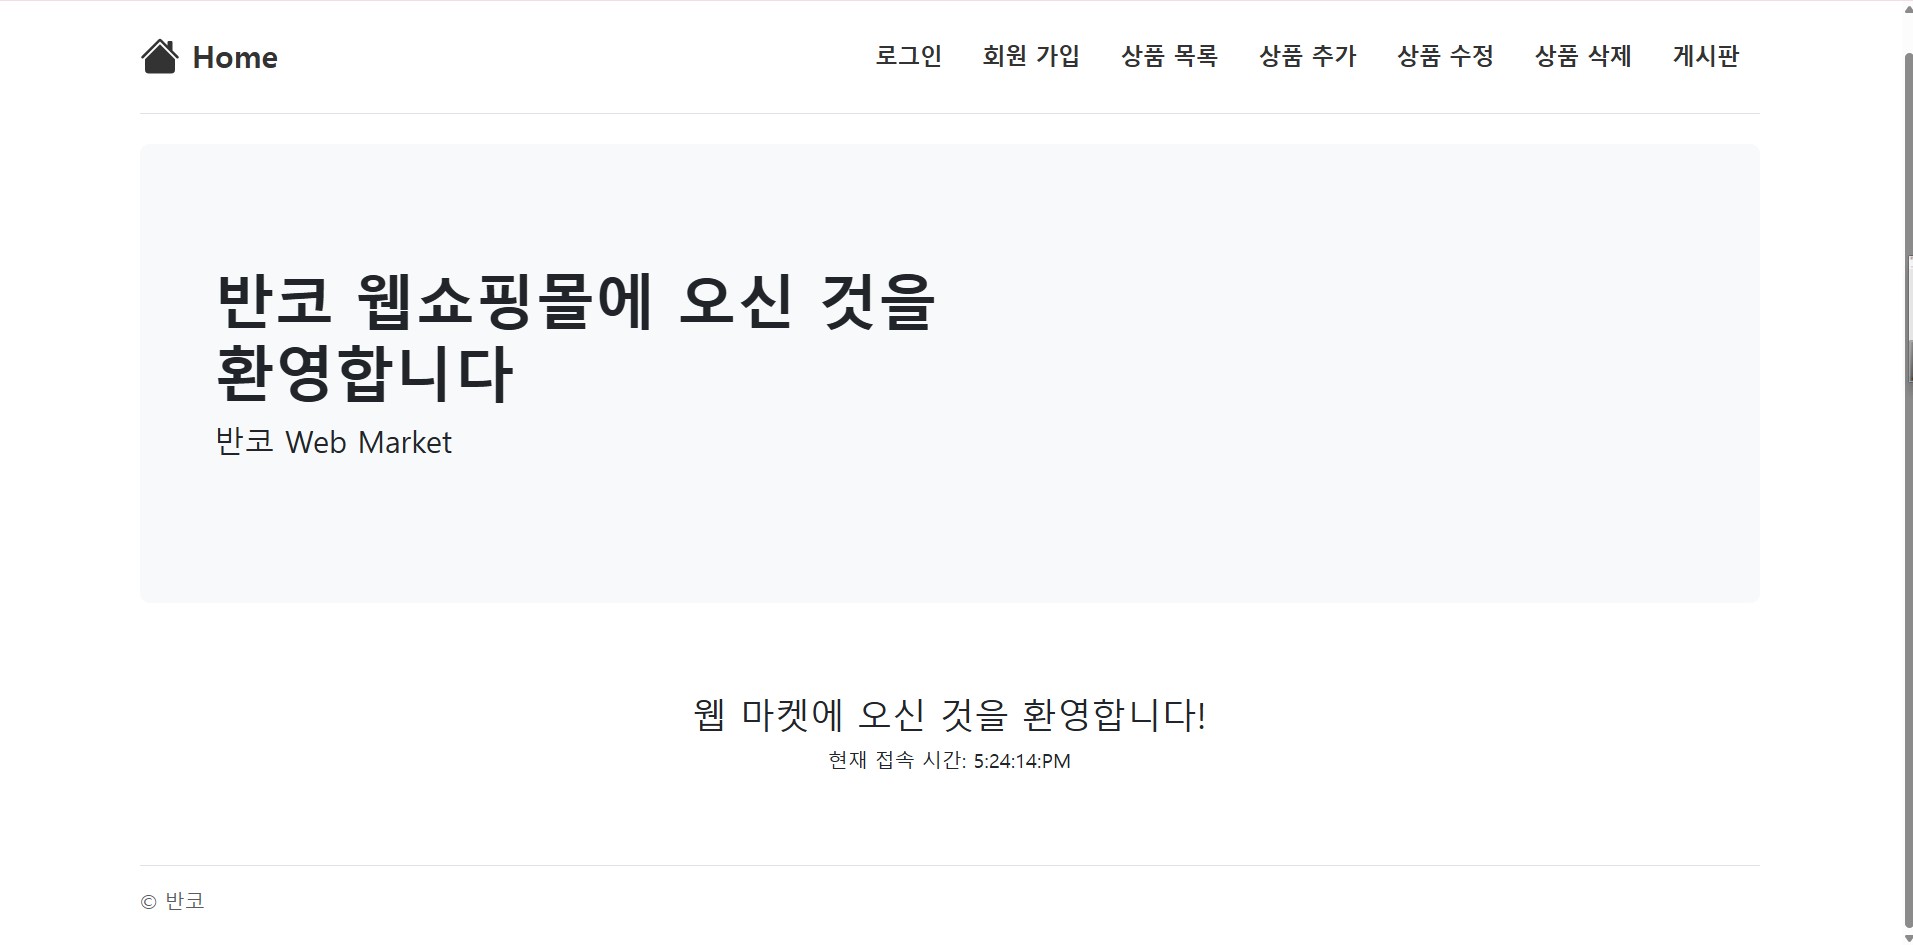 Home
로그인 회원 가입 상품 목록 상품 추가 상품 수정 상품 삭제 게시판
반코 웹쇼핑몰에 오신 것을
환영합니다
반코 Web Market
웹 마켓에 오신 것을 환영합니다!
현재 접속 시간: 5:24:14:PM
© 반코